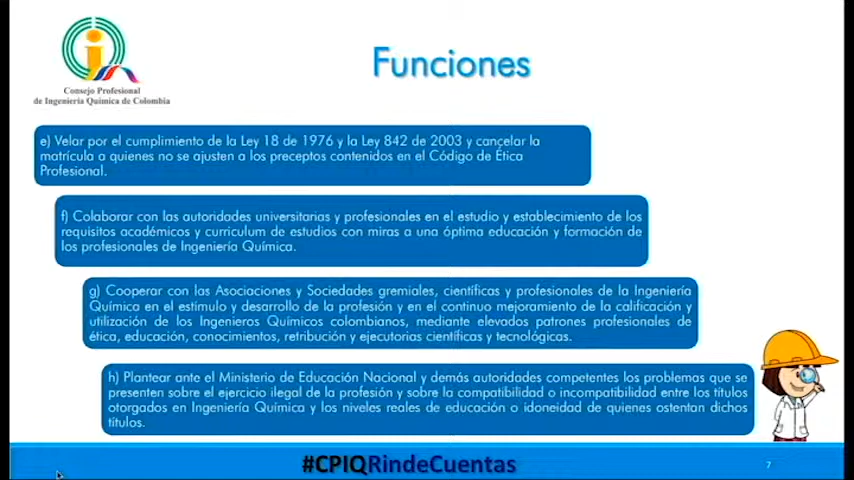 Consejo Profesional
de Ingeniería Química de Colombia
Funciones
e) Velar por el cumplimiento de la Ley 18 de 1976 y la Ley 842 de 2003 y cancelar la
matrícula a quienes no se ajusten a los preceptos contenidos en el Código de Ética
Profesional.
f) Colaborar con las autoridades universitarias y profesionales en el estudio y establecimiento de los
requisitos académicos y curriculum de estudios con miras a una óptima educación y formación de
los profesionales de Ingeniería Química.
g) Cooperar con las Asociaciones y Sociedades gremiales, científicas y profesionales de la Ingeniería
Química en el estímulo y desarrollo de la profesión y en el continuo mejoramiento de la calificación y
utilización de los Ingenieros Químicos colombianos, mediante elevados patrones profesionales de
ética, educación, conocimientos, retribución y ejecutorias científicas y tecnológicas.
h) Plantear ante el Ministerio de Educación Nacional y demás autoridades competentes los problemas que se
presenten sobre el ejercicio ilegal de la profesión y sobre la compatibilidad o incompatibilidad entre los títulos
otorgados en Ingeniería Química y los niveles reales de educación o idoneidad de quienes ostentan dichos
títulos.
#CPIQRindeCuentas
7